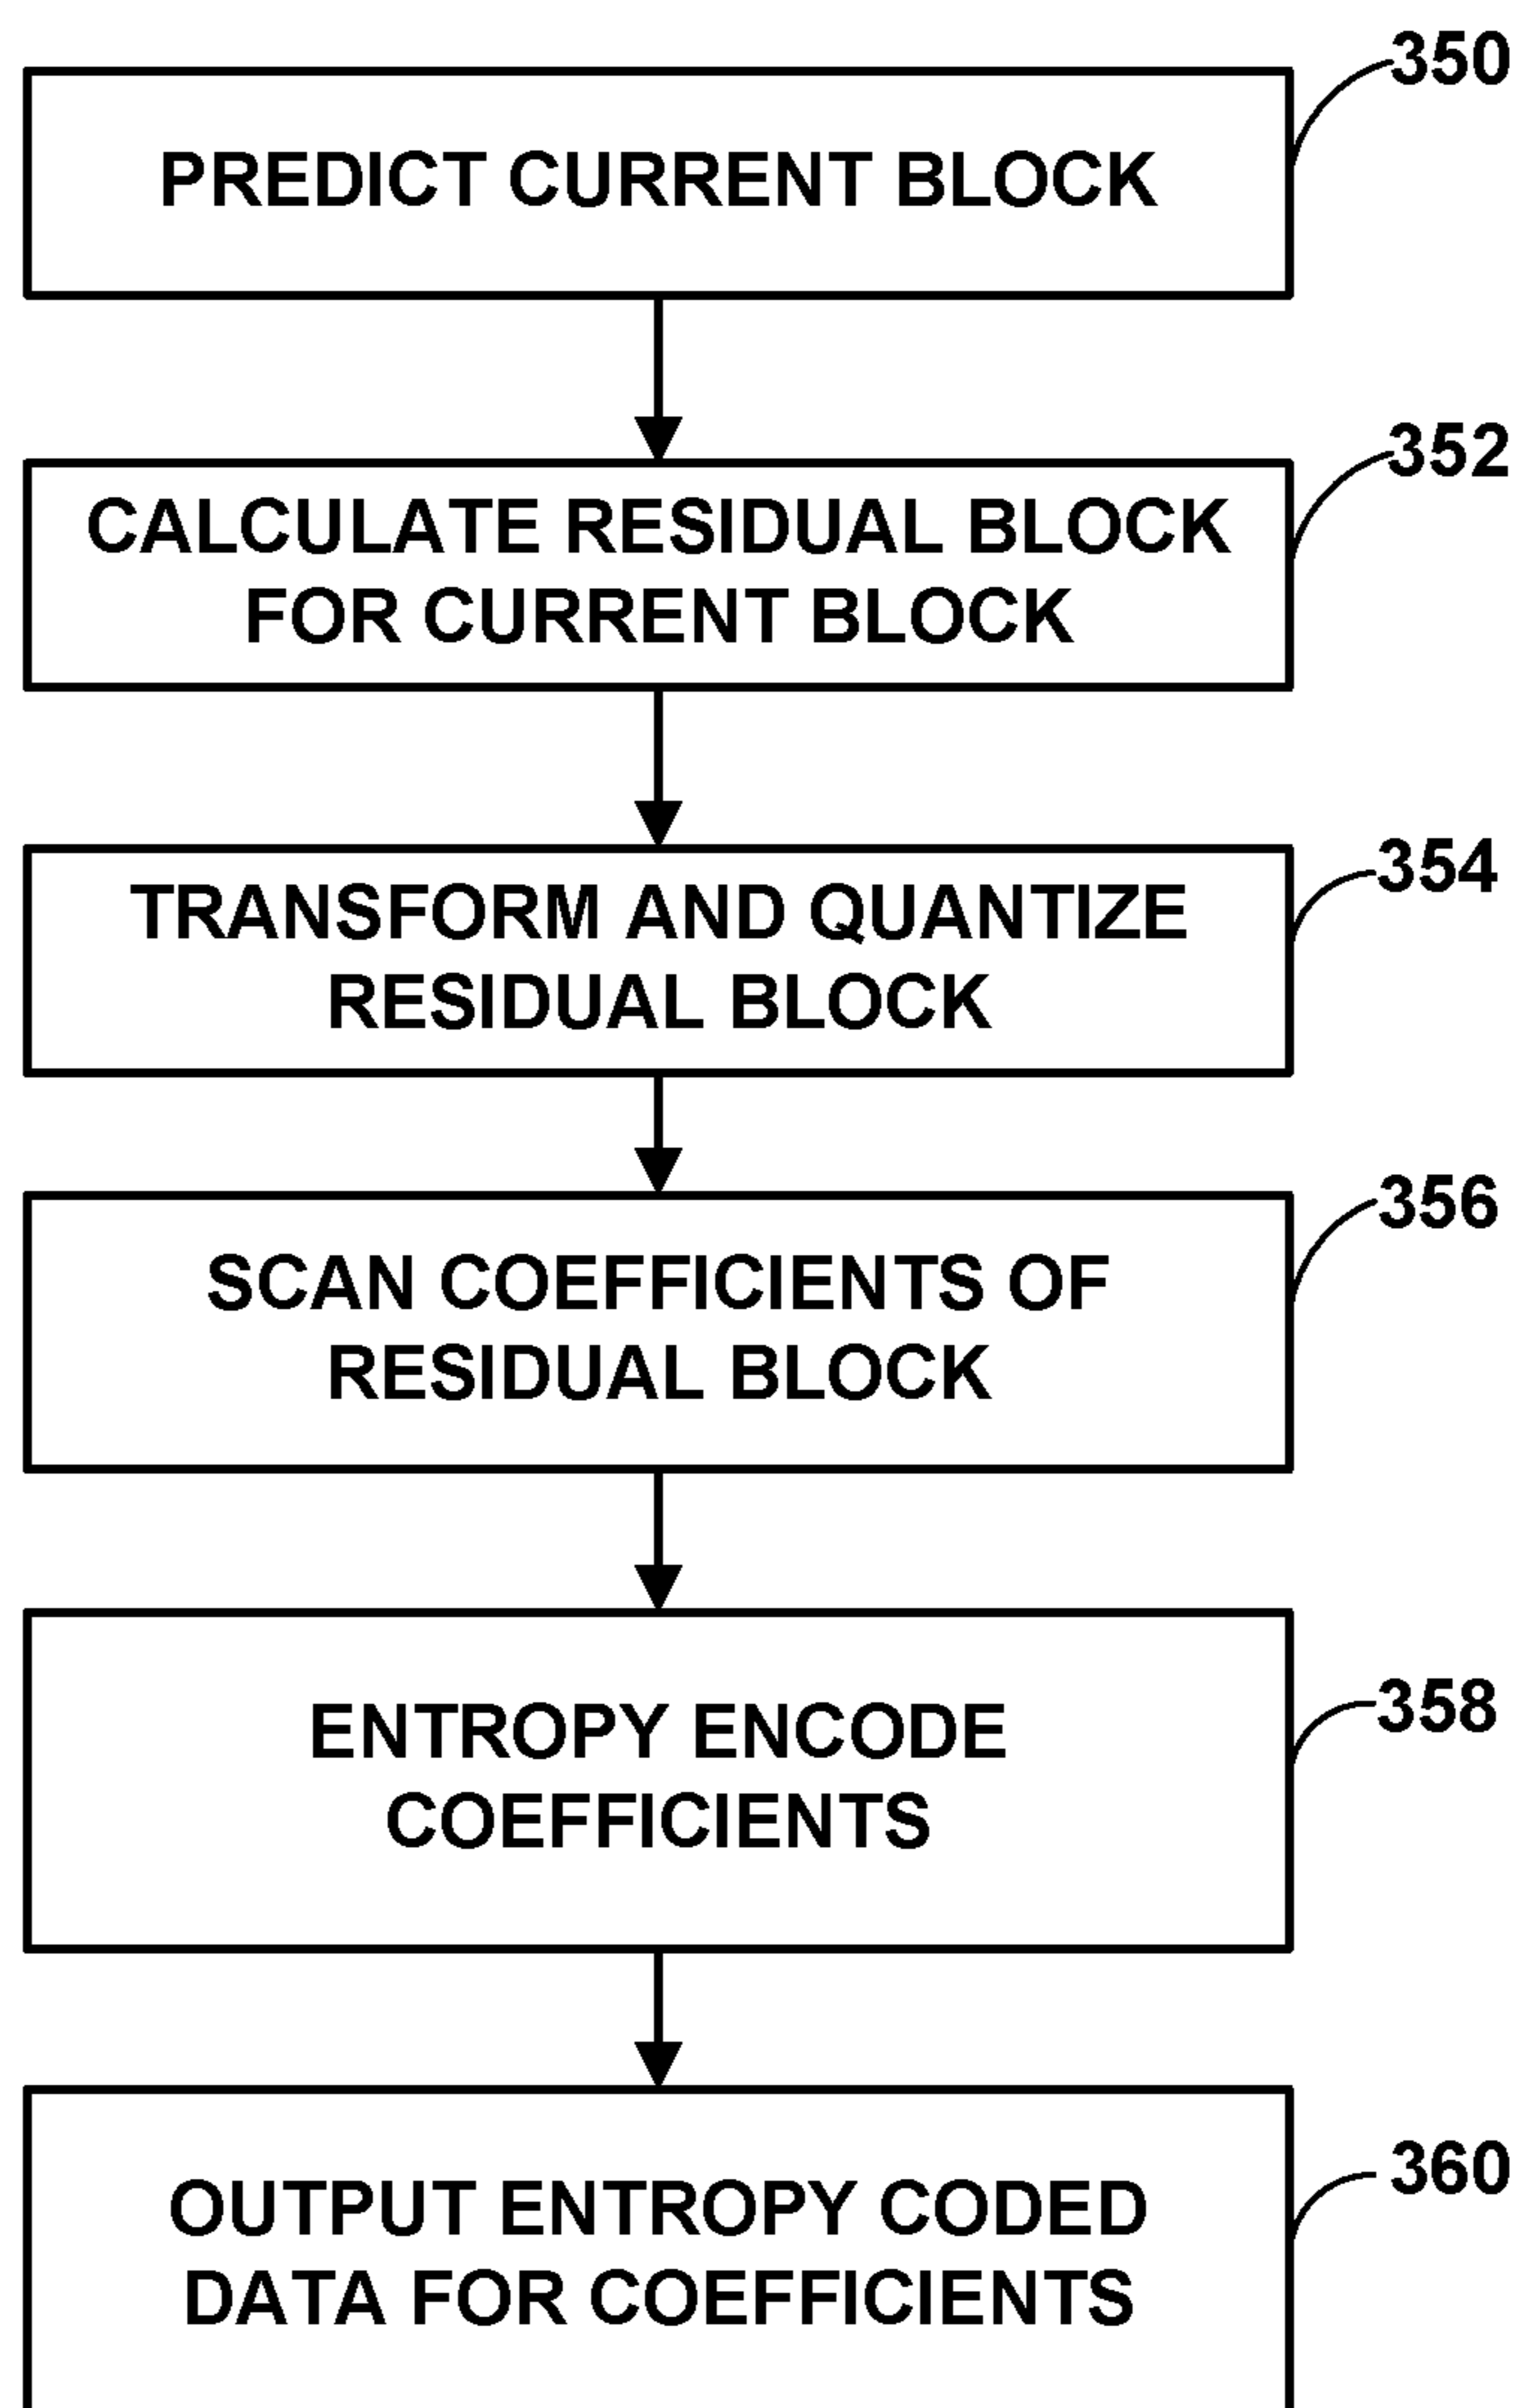 350
PREDICT CURRENT BLOCK
352
CALCULATE RESIDUAL BLOCK
FOR CURRENT BLOCK
354
TRANSFORM AND QUANTIZE
RESIDUAL BLOCK
356
SCAN COEFFICIENTS OF
RESIDUAL BLOCK
358
ENTROPY ENCODE
COEFFICIENTS
360
OUTPUT ENTROPY CODED
DATA FOR COEFFICIENTS